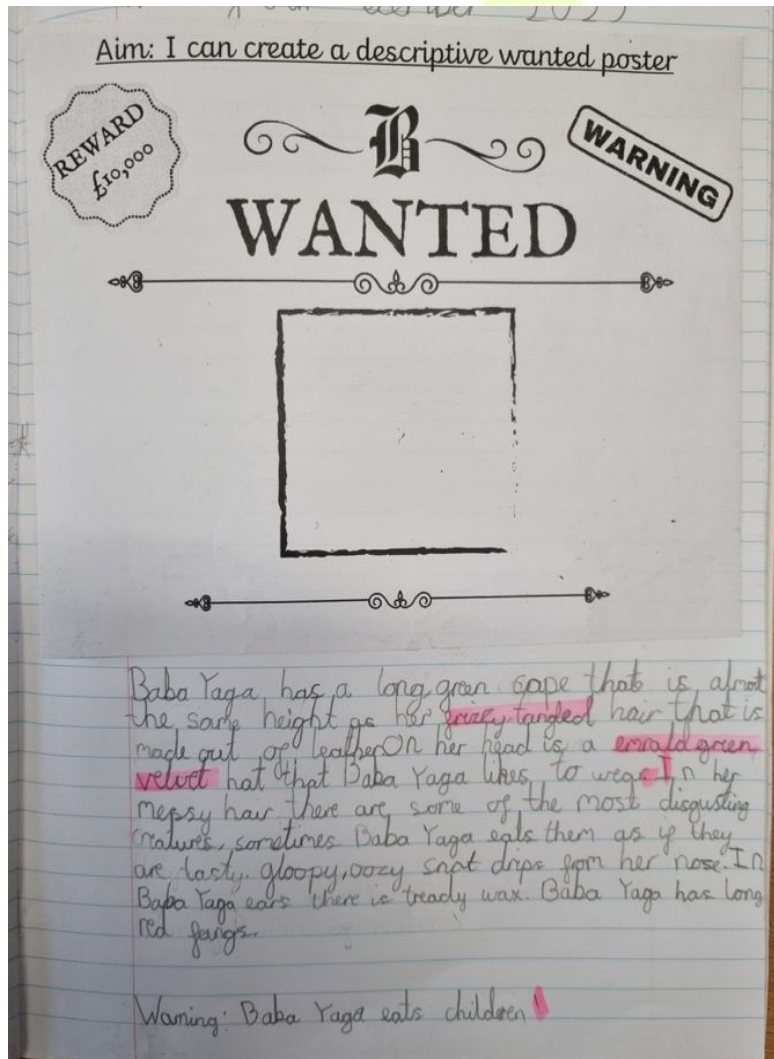 December 2023
Aim: I can create a descriptive wanted poster
REWARD
£10,000
B
WARNING
WANTED
Baba Yaga has a long green cape that is almost
the same height as her frizey, tangled hair that is
made out of leather. On her head is a emrald green
velvet hat that Baba Yaga likes to wear. In her
messy hair there are some of the most disgusting
creatures, sometimes Baba Yaga eats them as if they
are tasty. gloopy, oozy snot drips from her nose. In
Baba Yaga ears there is treacly wax. Baba Yaga has long
red fangs.
Warning: Baba Yaga eats children!